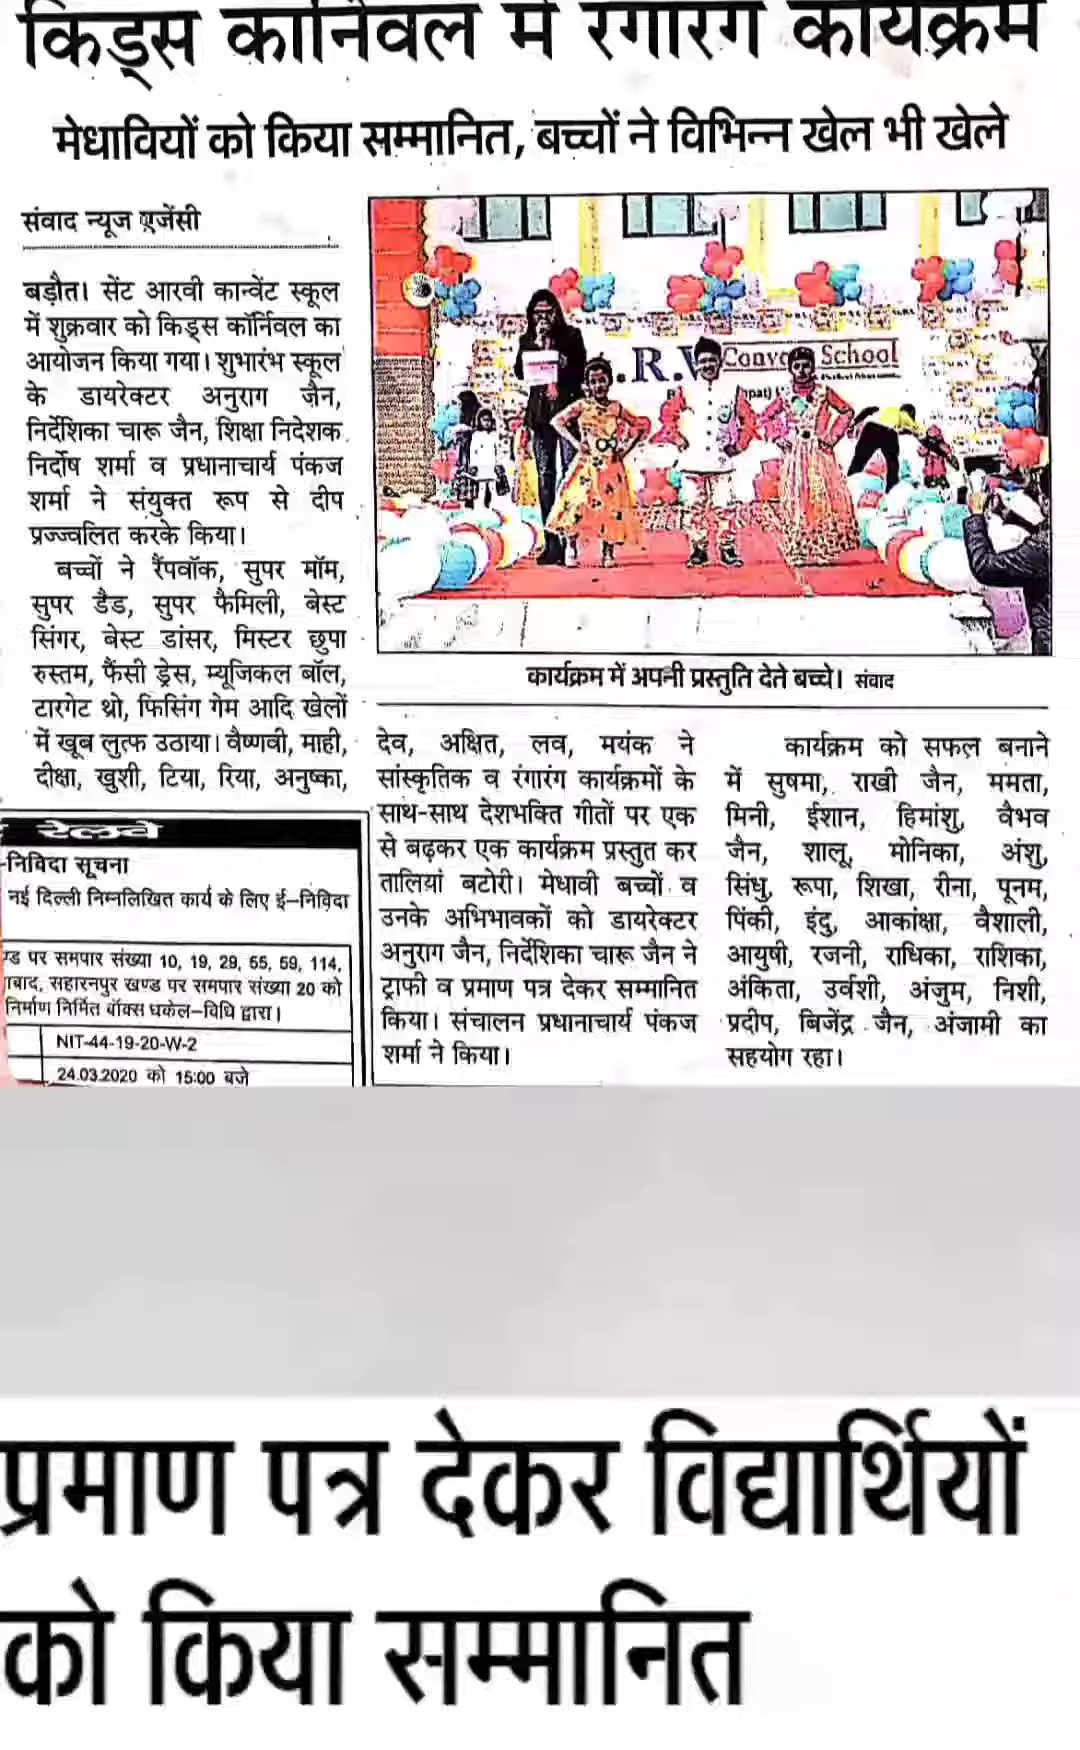 किड्स कार्निवल में रंगारंग कार्यक्रम
मेधावियों को किया सम्मानित, बच्चों ने विभिन्न खेल भी खेले
संवाद न्यूज एजेंसी
बड़ौत। सेंट आरवी कान्वेंट स्कूल
में शुक्रवार को किड्स कॉर्निवल का
आयोजन किया गया। शुभारंभ स्कूल
के डायरेक्टर अनुराग जैन,
निर्देशिका चारू जैन, शिक्षा निदेशक
निर्दोष शर्मा व प्रधानाचार्य पंकज
शर्मा ने संयुक्त रूप से दीप
प्रज्ज्वलित करके किया।
बच्चों ने रैंपवॉक, सुपर मॉम,
सुपर डैड, सुपर फैमिली, बेस्ट
सिंगर, बेस्ट डांसर, मिस्टर छुपा
रुस्तम, फैंसी ड्रेस, म्यूजिकल बॉल,
टारगेट थ्रो, फिसिंग गेम आदि खेलों
में खूब लुत्फ उठाया। वैष्णवी, माही,
दीक्षा, खुशी, टिया, रिया, अनुष्का,
.R.V Conve School
कार्यक्रम में अपनी प्रस्तुति देते बच्चे। संवाद
देव, अक्षित, लव, मयंक ने
सांस्कृतिक व रंगारंग कार्यक्रमों के
साथ-साथ देशभक्ति गीतों पर एक
से बढ़कर एक कार्यक्रम प्रस्तुत कर
तालियां बटोरी। मेधावी बच्चों व
उनके अभिभावकों को डायरेक्टर
अनुराग जैन, निर्देशिका चारू जैन ने
ट्राफी व प्रमाण पत्र देकर सम्मानित
किया। संचालन प्रधानाचार्य पंकज
शर्मा ने किया।
कार्यक्रम को सफल बनाने
में सुषमा, राखी जैन, ममता,
मिनी, ईशान, हिमांशु, वैभव
जैन, शालू, मोनिका, अंशु,
सिंधु, रूपा, शिखा, रीना, पूनम,
पिंकी, इंदु, आकांक्षा, वैशाली,
आयुषी, रजनी, राधिका, राशिका,
अंकिता, उर्वशी, अंजुम, निशी,
प्रदीप, बिजेंद्र जैन, अंजामी का
सहयोग रहा।
रेलवे
-निविदा सूचना
नई दिल्ली निम्नलिखित कार्य के लिए ई-निविदा
पर समपार संख्या 10, 19, 29, 55, 59, 114,
सहारनपुर खण्ड पर समपार संख्या 20 को
निर्माण निर्मित बॉक्स धकेल-विधि द्वारा।
NIT-44-19-20-W-2
24.03.2020 को 15:00 बजे
प्रमाण पत्र देकर विद्यार्थियों
को किया सम्मानित